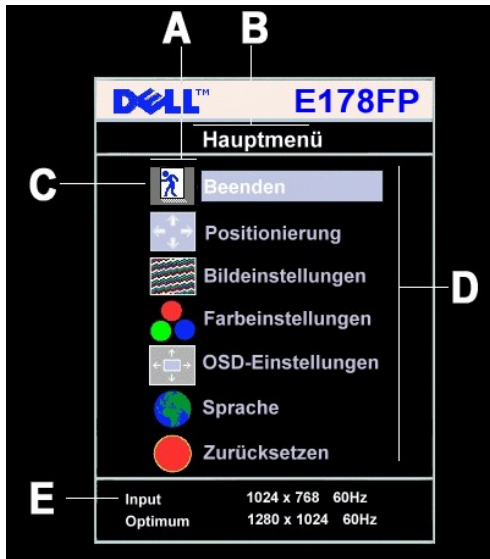 A B
DELL™ E178FP
Hauptmenü
C Beenden
Positionierung
Bildeinstellungen
D
Farbeinstellungen
OSD-Einstellungen
Sprache
Zurücksetzen
E Input 1024 x 768 60Hz
Optimum 1280 x 1024 60Hz